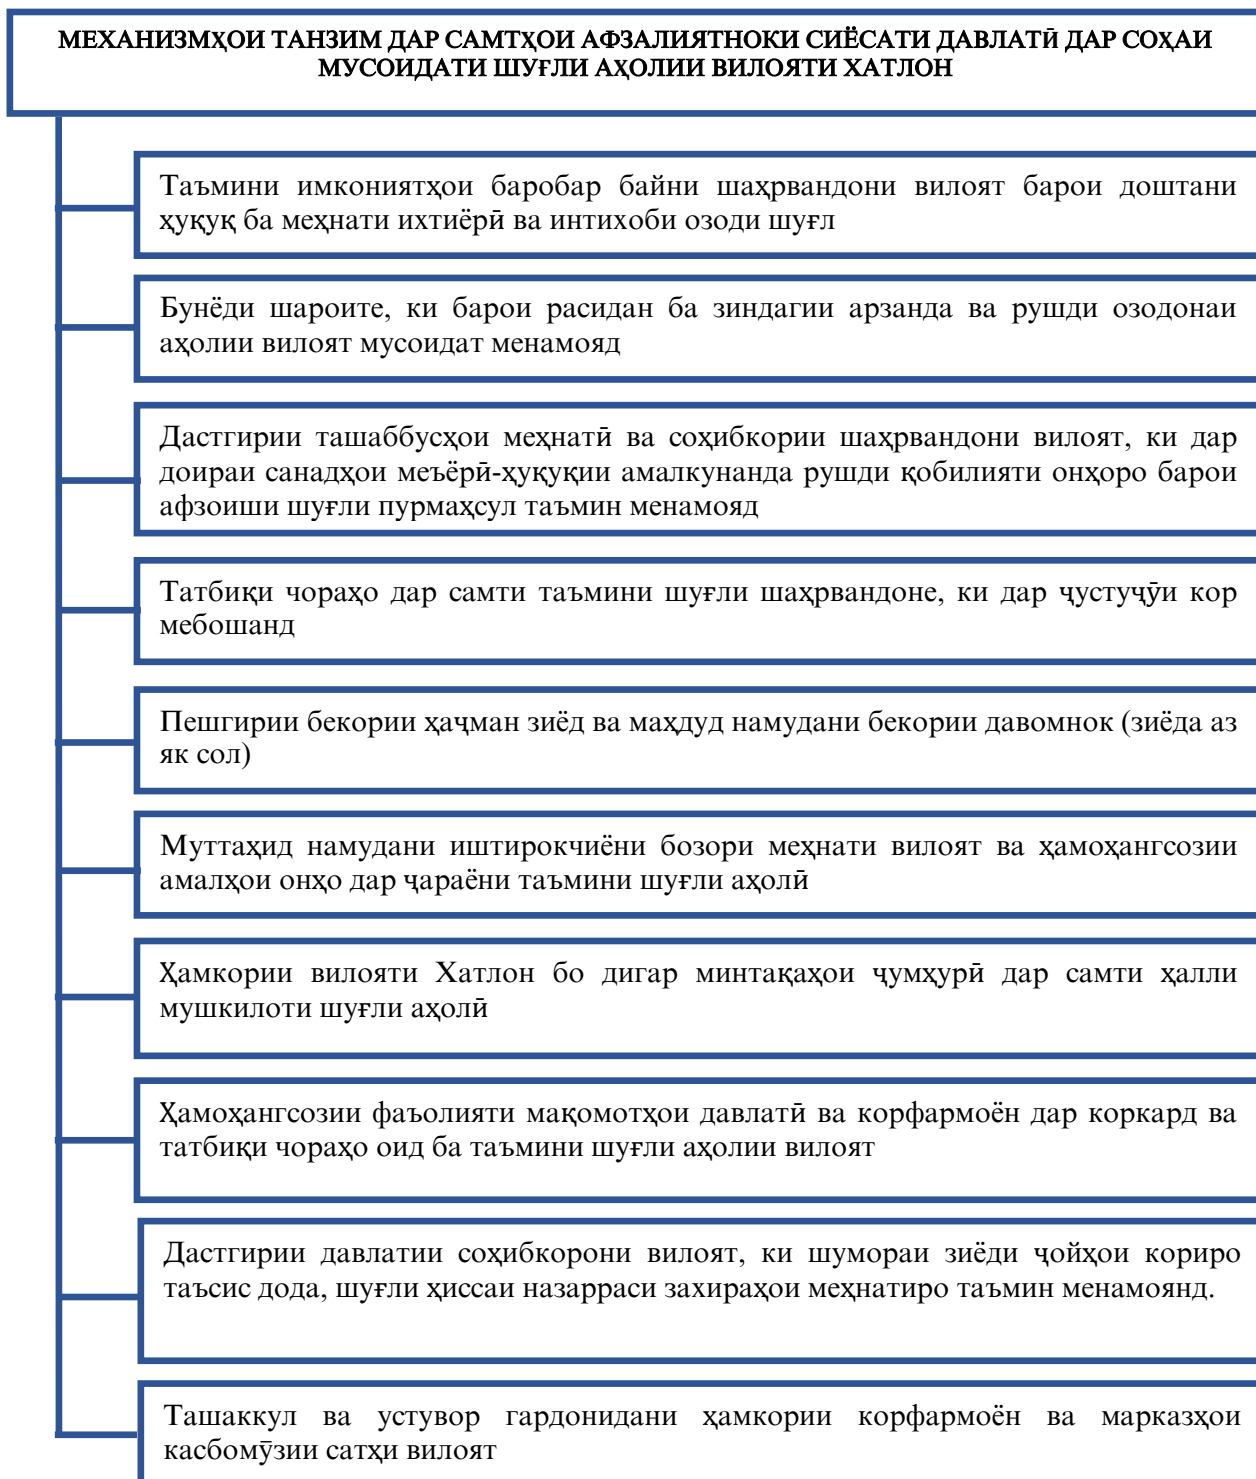 МЕХАНИЗМҲОИ ТАНЗИМ ДАР САМТҲОИ АФЗАЛИЯТНОКИ СИЁСАТИ ДАВЛАТӢ ДАР СОҲАИ
МУСОИДАТИ ШУҒЛИ АҲОЛИИ ВИЛОЯТИ ХАТЛОН
Таъмини имкониятҳои баробар байни шаҳрвандони вилоят барои доштани
ҳуқуқ ба меҳнати ихтиёрӣ ва интихоби озоди шуғл
Бунёди шароите, ки барои расидан ба зиндагии арзанда ва рушди озодонаи
аҳолии вилоят мусоидат менамояд
Дастгирии ташаббусҳои меҳнатӣ ва соҳибкории шаҳрвандони вилоят, ки дар
доираи санадҳои меъёрӣ-ҳуқуқии амалкунанда рушди қобилияти онҳоро барои
афзоиши шуғли пурмаҳсул таъмин менамояд
Татбиқи чораҳо дар самти таъмини шуғли шаҳрвандоне, ки дар ҷустуҷӯи кор
мебошанд
Пешгирии бекории ҳаҷман зиёд ва маҳдуд намудани бекории давомнок (зиёда аз
як сол)
Муттаҳид намудани иштирокчиёни бозори меҳнати вилоят ва ҳамоҳангсозии
амалҳои онҳо дар ҷараёни таъмини шуғли аҳолӣ
Ҳамкории вилояти Хатлон бо дигар минтақаҳои ҷумҳурӣ дар самти ҳалли
мушкилоти шуғли аҳолӣ
Ҳамоҳангсозии фаъолияти мақомотҳои давлатӣ ва корфармоён дар коркард ва
татбиқи чораҳо оид ба таъмини шуғли аҳолии вилоят
Дастгирии давлатии соҳибкорони вилоят, ки шумораи зиёди ҷойҳои кориро
таъсис дода, шуғли ҳиссаи назарраси захираҳои меҳнатиро таъмин менамоянд.
Ташаккул ва устувор гардонидани ҳамкории корфармоён ва марказҳои
касбомӯзии сатҳи вилоят